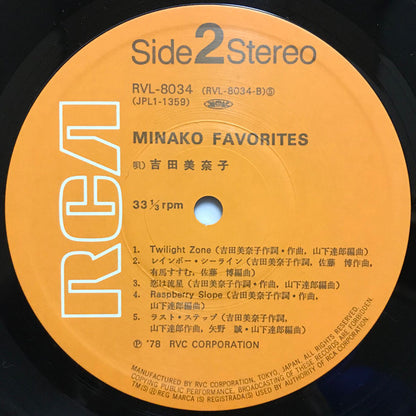 Side 2 Stereo
RVL-8034 (RVL-8034-B)Ⓢ
(JPL1-1359)
MINAKO FAVORITES
唄) 吉田美奈子
33 1/3 rpm
RCA
1. Twilight Zone (吉田美奈子作詞・作曲, 山下達郎編曲)
2. レインボー・シーライン (吉田美奈子作詞, 佐藤 博作曲,
有馬すすむ, 佐藤 博編曲)
3. 恋は流星 (吉田美奈子作詞・作曲, 山下達郎編曲)
4. Raspberry Slope (吉田美奈子作詞・作曲,
山下達郎編曲)
5. ラスト・ステップ (吉田美奈子作詞,
山下達郎作曲, 矢野 誠・山下達郎編曲)
Ⓟ '78 RVC CORPORATION
MANUFACTURED BY RVC CORPORATION, TOKYO, JAPAN. ALL RIGHTS RESERVED.
COPYING, PUBLIC PERFORMANCE, BROADCASTING OF THESE RECORDS ARE FORBIDDEN.
TM(S)® REG MARCA(S) REGISTRADA(S) USED BY AUTHORITY OF RCA CORPORATION